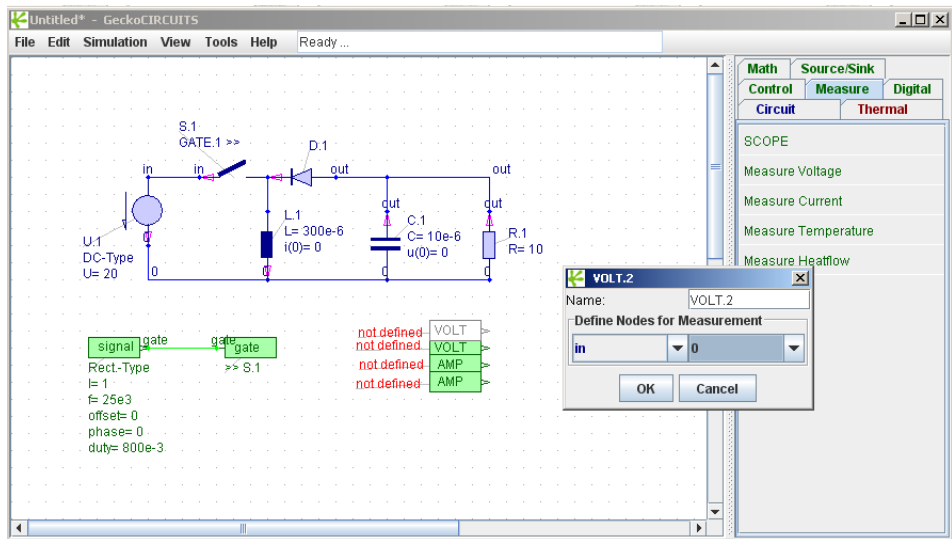 Untitled* - GeckoCIRCUITS
File Edit Simulation View Tools Help Ready ...
Math Source/Sink
Control Measure Digital
Circuit Thermal
SCOPE
Measure Voltage
Measure Current
Measure Temperature
Measure Heatflow
S.1
GATE.1 >>
D.1
in in out out
out out
L.1
L= 300e-6
i(0)= 0
C.1
C= 10e-6
u(0)= 0
R.1
R= 10
U.1
DC-Type
U= 20
0 0 0 0 0
signal gate gate gate
Rect.-Type
I= 1
f= 25e3
offset= 0
phase= 0
duty= 800e-3
>> S.1
not defined VOLT
not defined VOLT
not defined AMP
not defined AMP
VOLT.2
Name: VOLT.2
Define Nodes for Measurement
in 0
OK Cancel